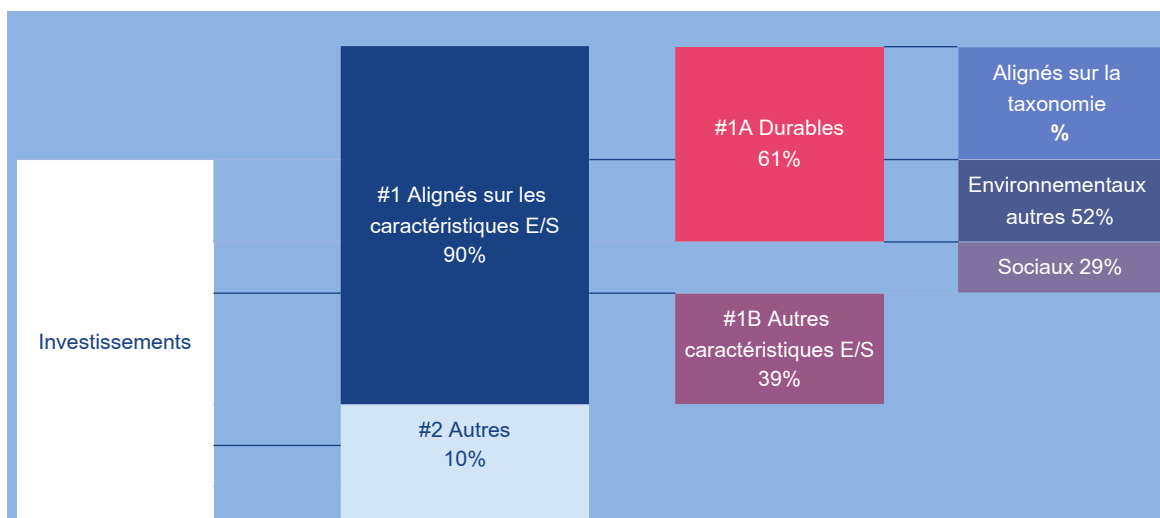 Investissements
#1 Alignés sur les
caractéristiques E/S
90%
#2 Autres
10%
#1A Durables
61%
#1B Autres
caractéristiques E/S
39%
Alignés sur la
taxonomie
%
Environnementaux
autres 52%
Sociaux 29%